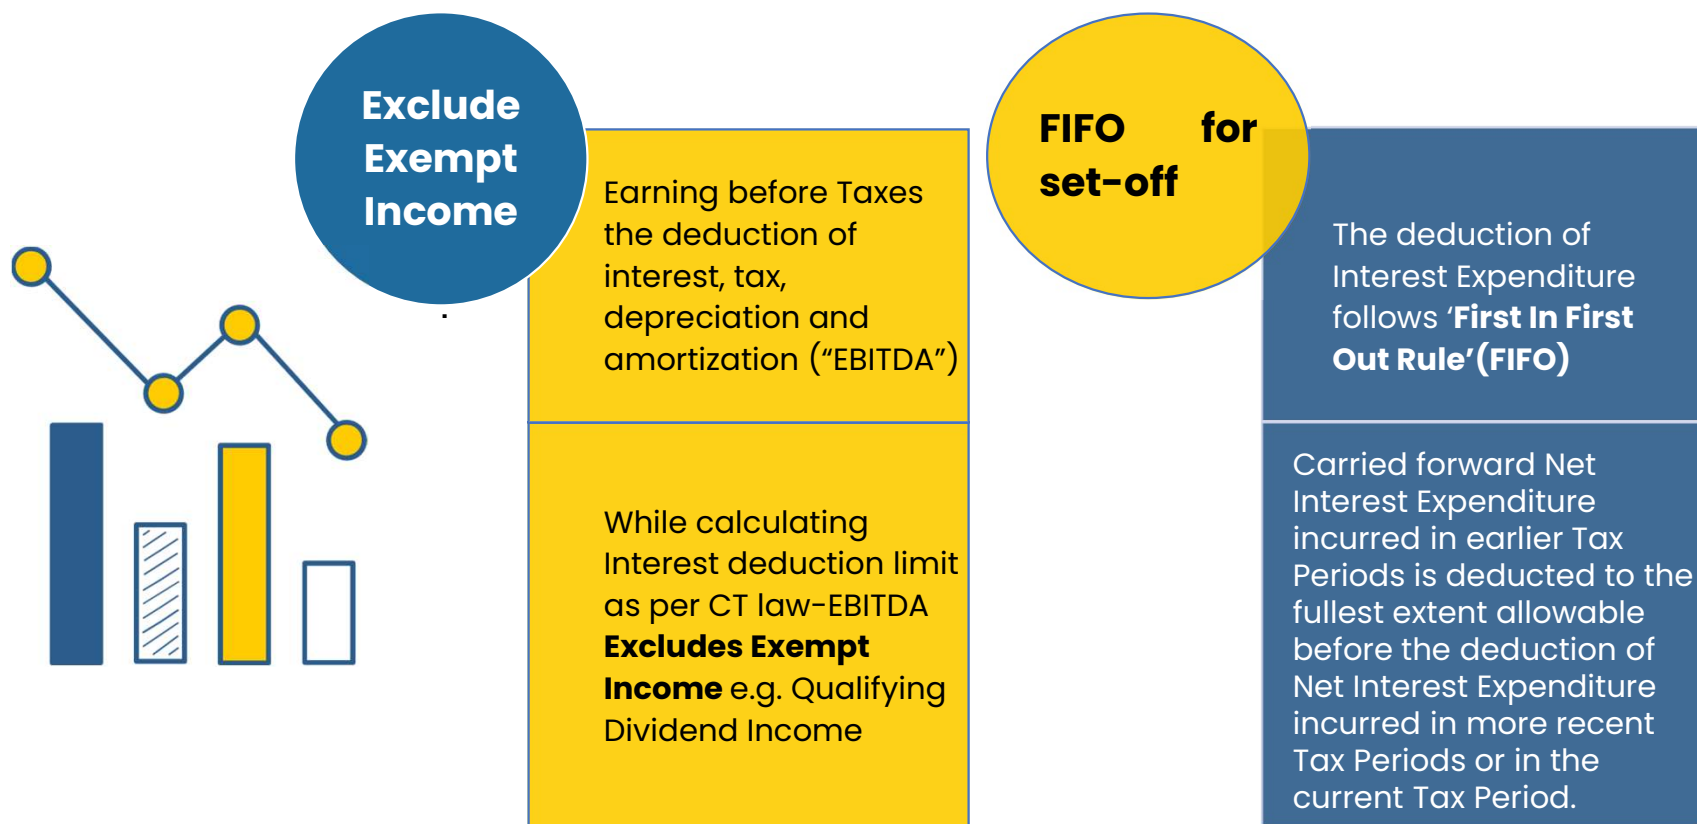 Exclude
Exempt
Income
Earning before Taxes
the deduction of
interest, tax,
depreciation and
amortization (“EBITDA”)
While calculating
Interest deduction limit
as per CT law-EBITDA
Excludes Exempt
Income e.g. Qualifying
Dividend Income
FIFO for
set-off
The deduction of
Interest Expenditure
follows ‘First In First
Out Rule’(FIFO)
Carried forward Net
Interest Expenditure
incurred in earlier Tax
Periods is deducted to the
fullest extent allowable
before the deduction of
Net Interest Expenditure
incurred in more recent
Tax Periods or in the
current Tax Period.